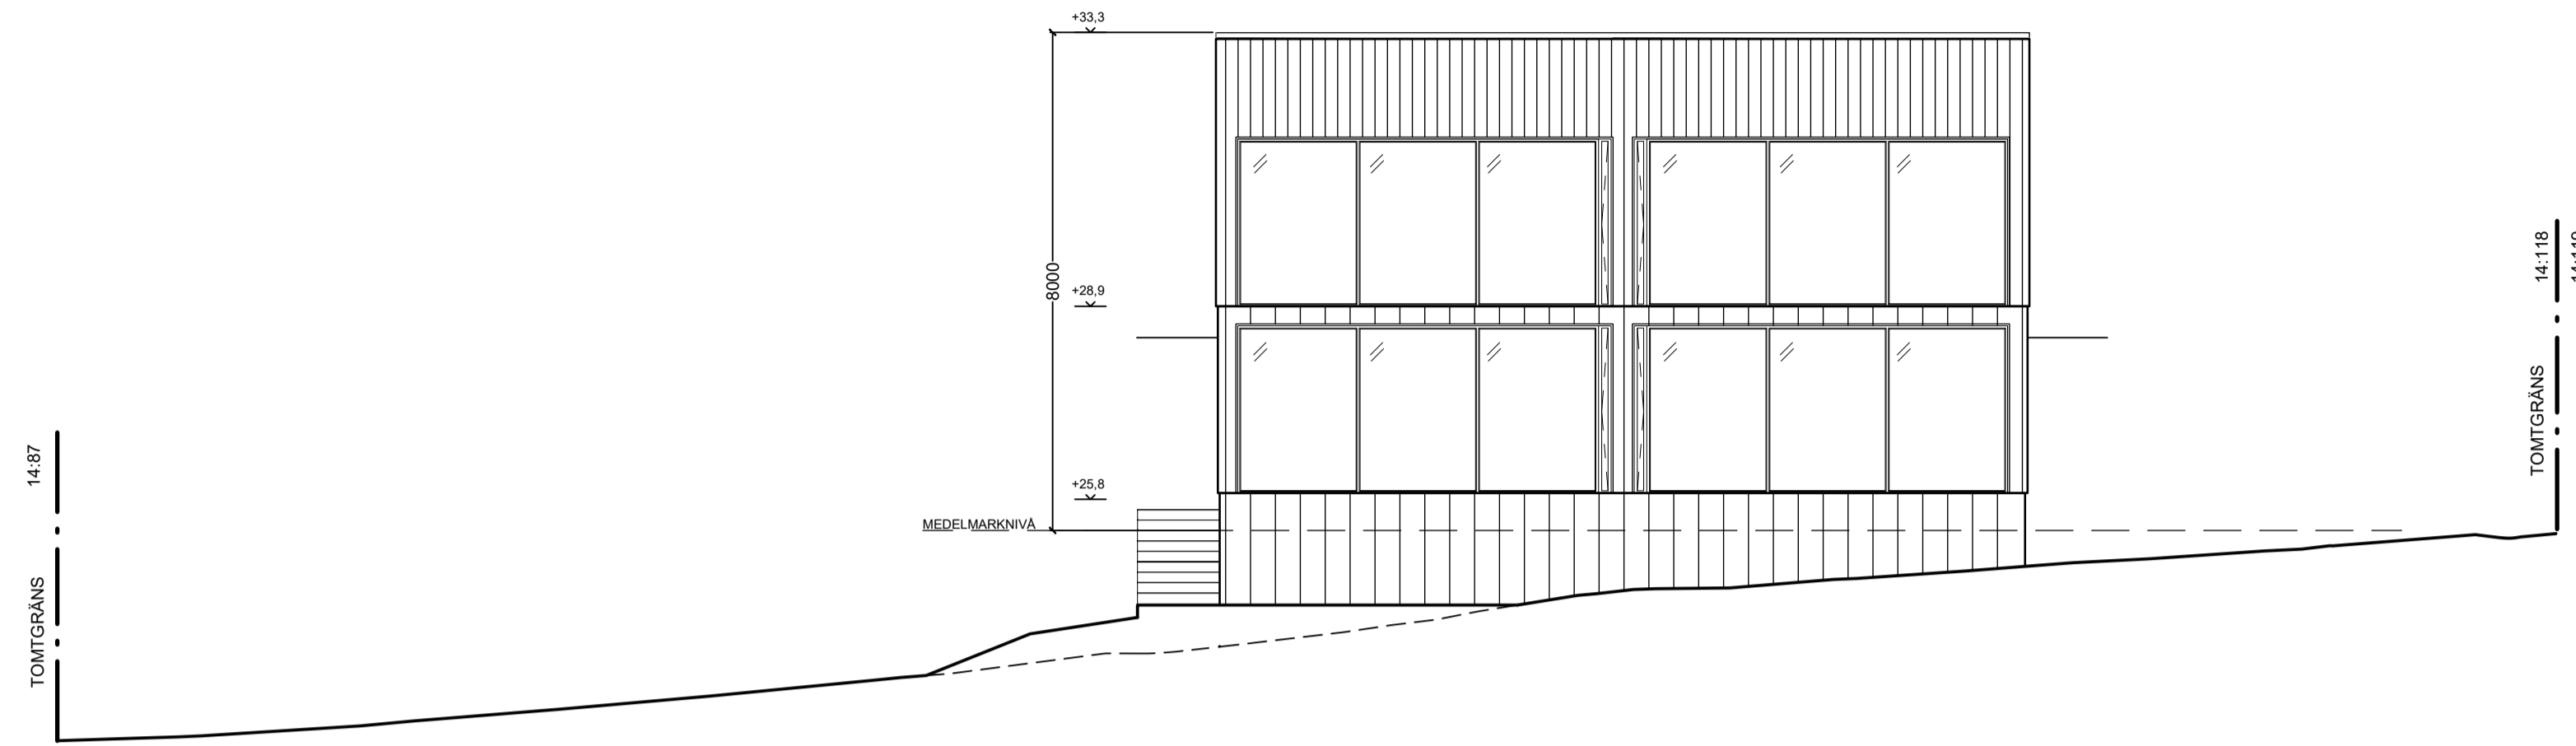 +33,3
8000
+28,9
+25,8
MEDELMARKNIVÅ
14:87
TOMTGRÄNS
14:118
TOMTGRÄNS